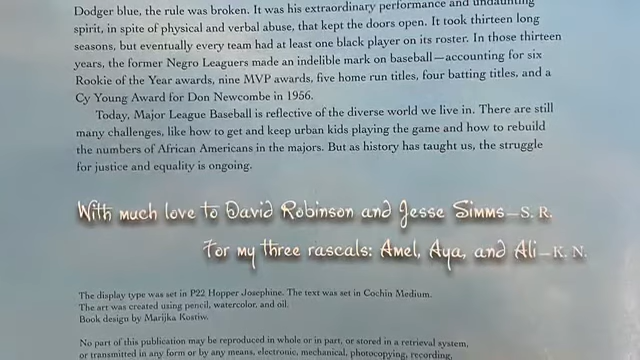 Dodger blue, the rule was broken. It was his extraordinary performance and undaunting
spirit, in spite of physical and verbal abuse, that kept the doors open. It took thirteen long
seasons, but eventually every team had at least one black player on its roster. In those thirteen
years, the former Negro Leaguers made an indelible mark on baseball—accounting for six
Rookie of the Year awards, nine MVP awards, five home run titles, four batting titles, and a
Cy Young Award for Don Newcombe in 1956.
Today, Major League Baseball is reflective of the diverse world we live in. There are still
many challenges, like how to get and keep urban kids playing the game and how to rebuild
the numbers of African Americans in the majors. But as history has taught us, the struggle
for justice and equality is ongoing.
With much love to David Robinson and Jesse Simms—S. R.
For my three rascals: Amel, Aya, and Ali—K. N.
The display type was set in P22 Hopper Josephine. The text was set in Cochin Medium.
The art was created using pencil, watercolor, and oil.
Book design by Marijka Kostiw.
No part of this publication may be reproduced in whole or in part, or stored in a retrieval system,
or transmitted in any form or by any means, electronic, mechanical, photocopying, recording,